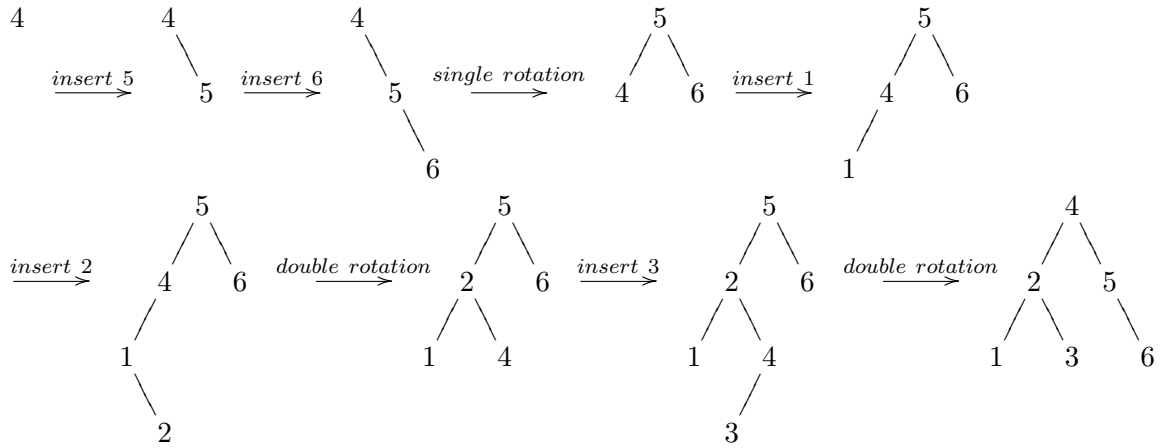 4 4 4 5 5
insert 5 5 insert 6 5 single rotation 4 6 insert 1 4 6
6 1
5 5 5 4
insert 2 4 6 double rotation 2 6 insert 3 2 6 double rotation 2 5
1 1 4 1 4 1 3 6
2 3